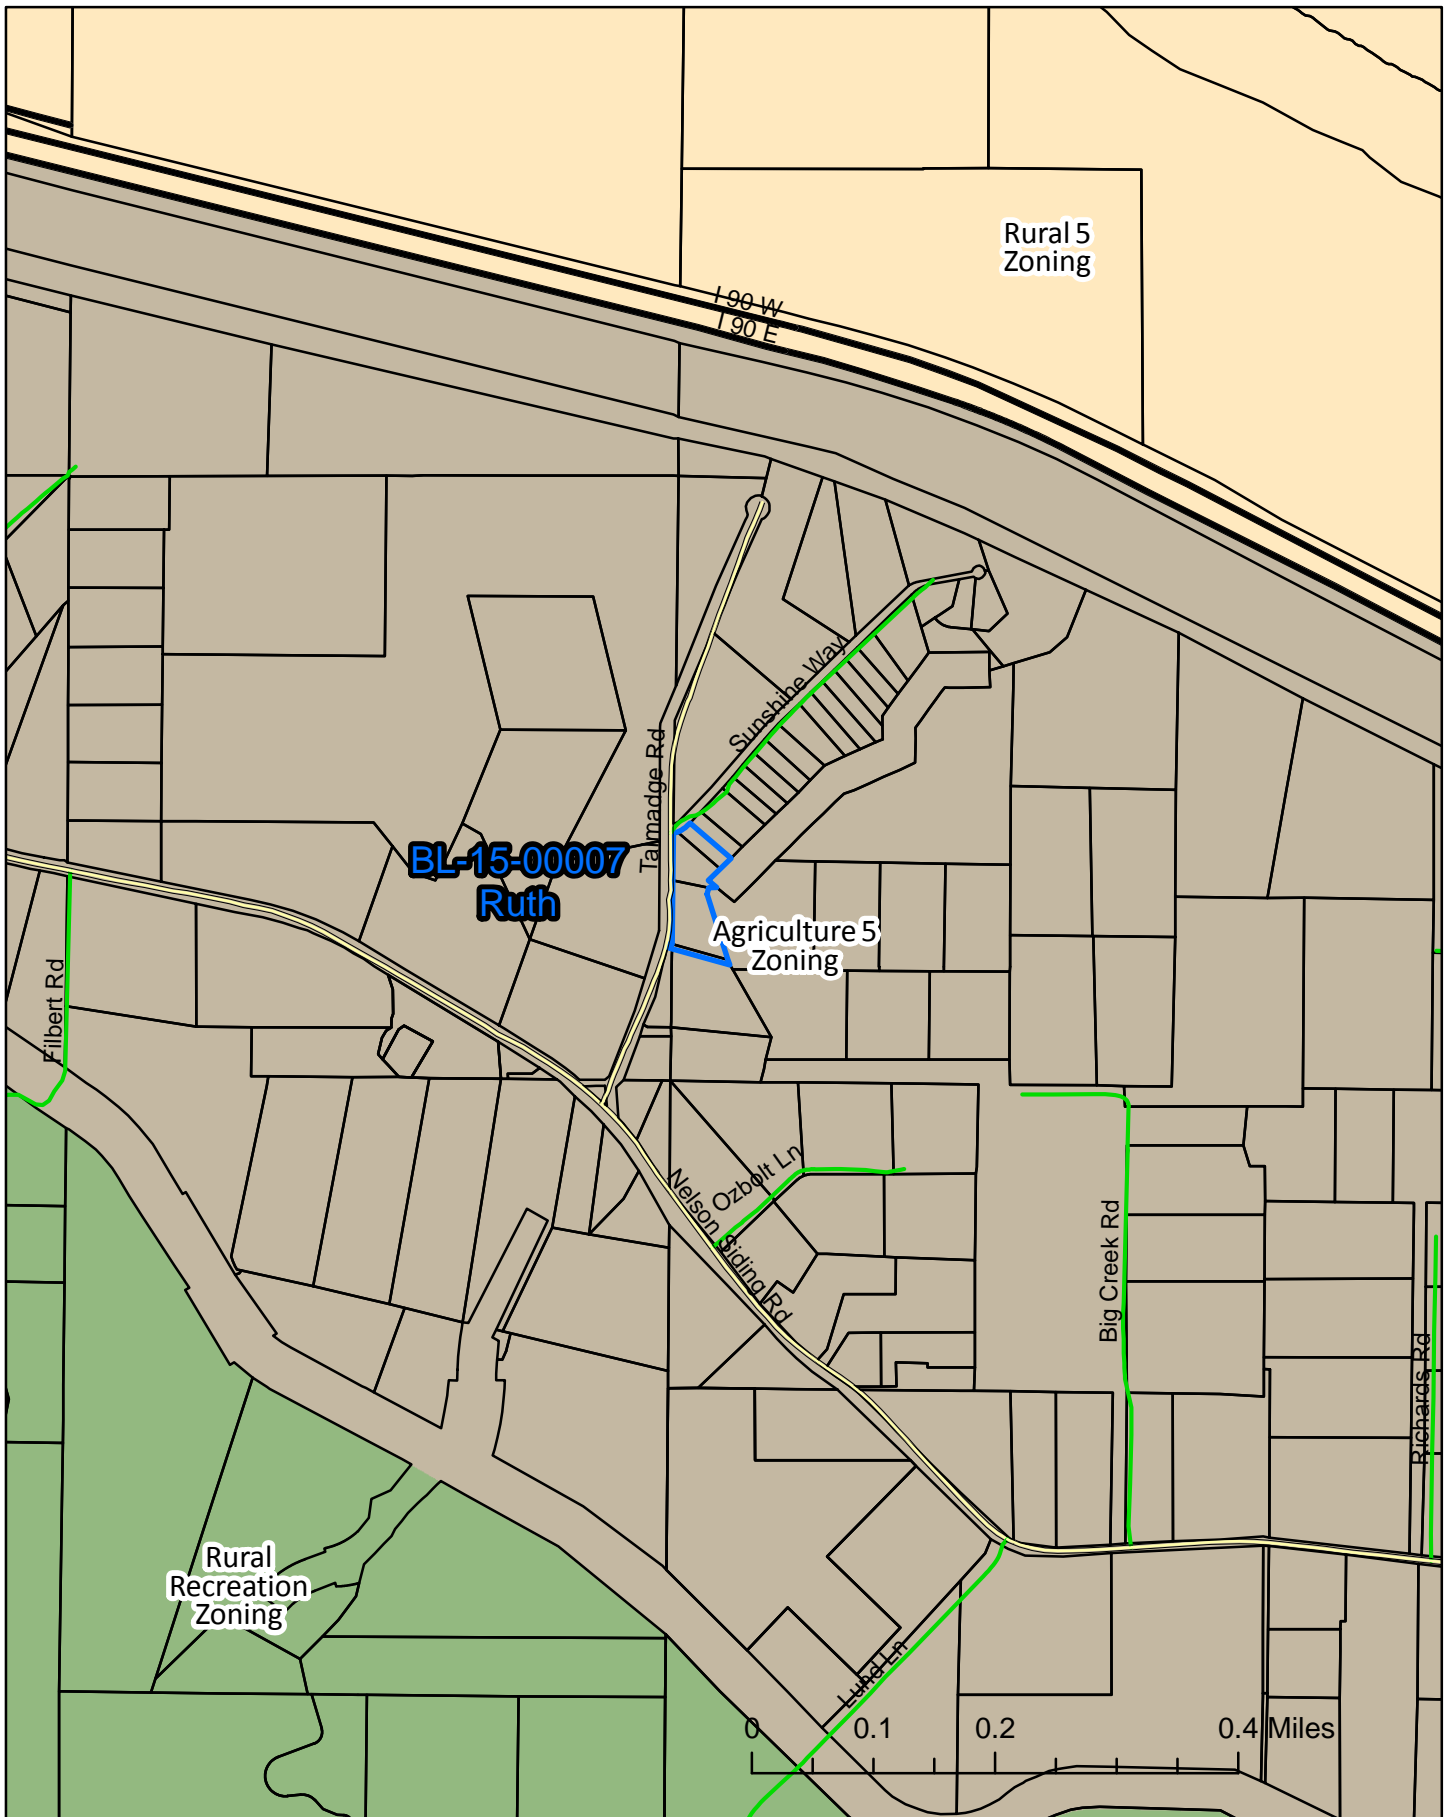 Rural 5
Zoning
I 90 W
I 90 E
Sunshine Way
Talmadge Rd
BL-15-00007
Ruth
Agriculture 5
Zoning
Filbert Rd
Ozbolt Ln
Nelson Siding Rd
Big Creek Rd
Richards Rd
Rural
Recreation
Zoning
Lund Ln
0 0.1 0.2 0.4 Miles